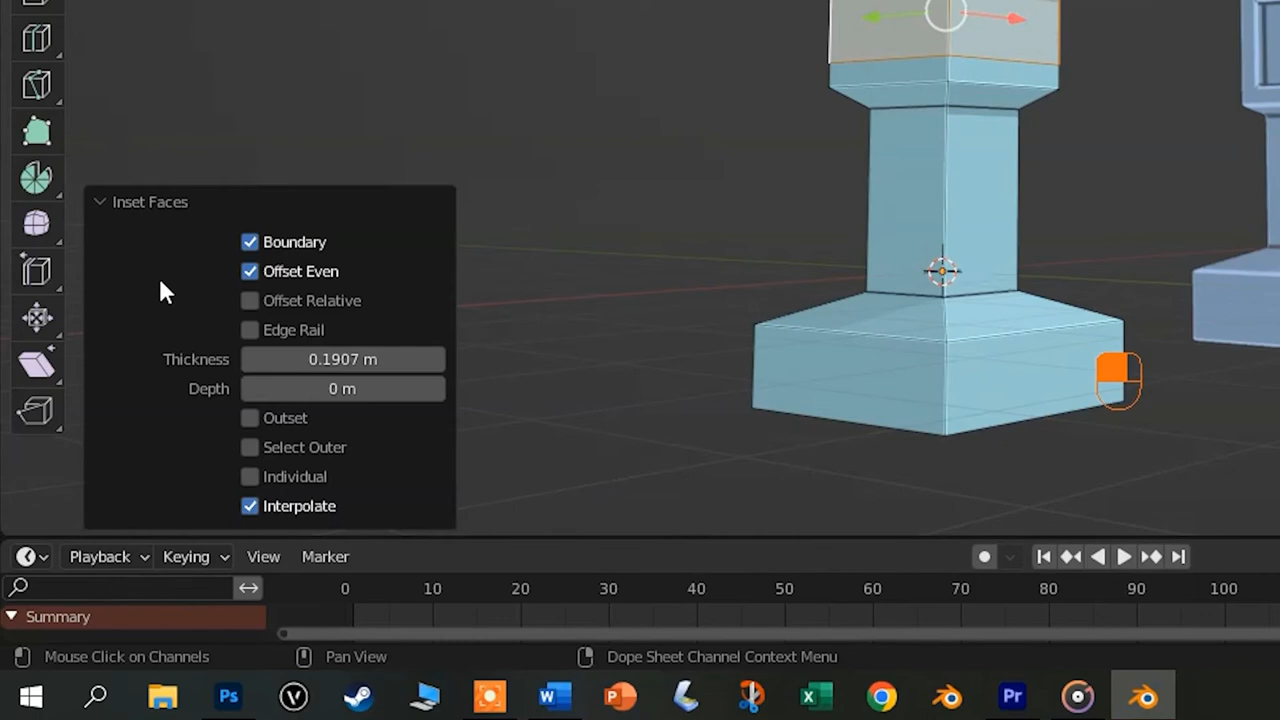 Inset Faces
Boundary
Offset Even
Offset Relative
Edge Rail
Thickness 0.1907 m
Depth 0 m
Outset
Select Outer
Individual
Interpolate
Playback Keying View Marker
0 10 20 30 40 50 60 70 80 90 100
Summary
Mouse Click on Channels Pan View Dope Sheet Channel Context Menu
Ps V W P X Pr